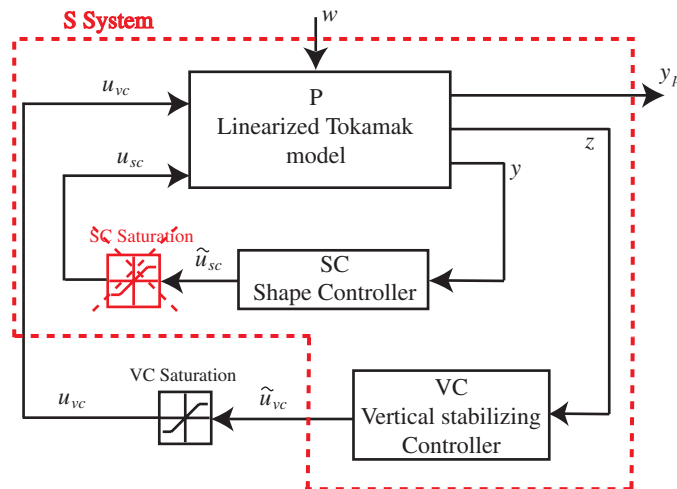 S System
w
u_vc
P
Linearized Tokamak
model
y_p
z
u_sc
y
SC Saturation
ũ_sc
SC
Shape Controller
VC Saturation
u_vc
ũ_vc
VC
Vertical stabilizing
Controller